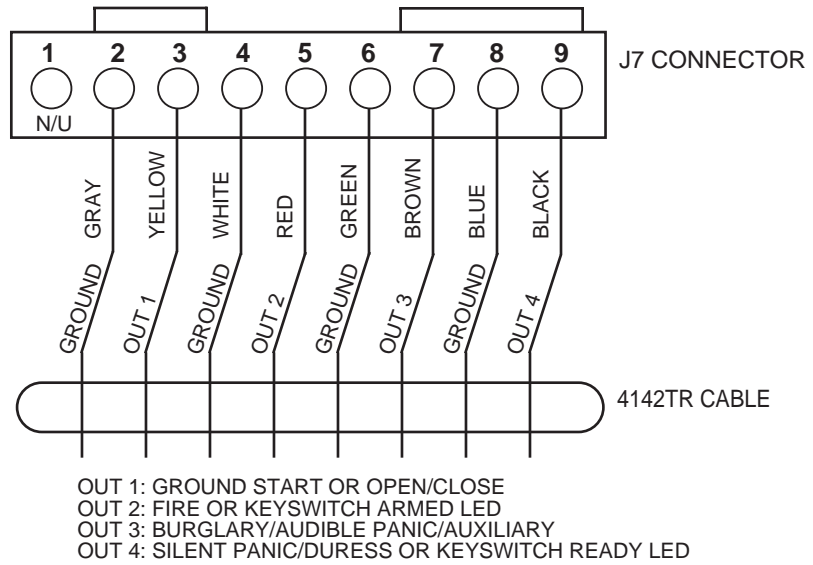 1 2 3 4 5 6 7 8 9
J7 CONNECTOR
N/U
GRAY YELLOW WHITE RED GREEN BROWN BLUE BLACK
GROUND OUT 1 GROUND OUT 2 GROUND OUT 3 GROUND OUT 4
4142TR CABLE
OUT 1: GROUND START OR OPEN/CLOSE
OUT 2: FIRE OR KEYSWITCH ARMED LED
OUT 3: BURGLARY/AUDIBLE PANIC/AUXILIARY
OUT 4: SILENT PANIC/DURESS OR KEYSWITCH READY LED